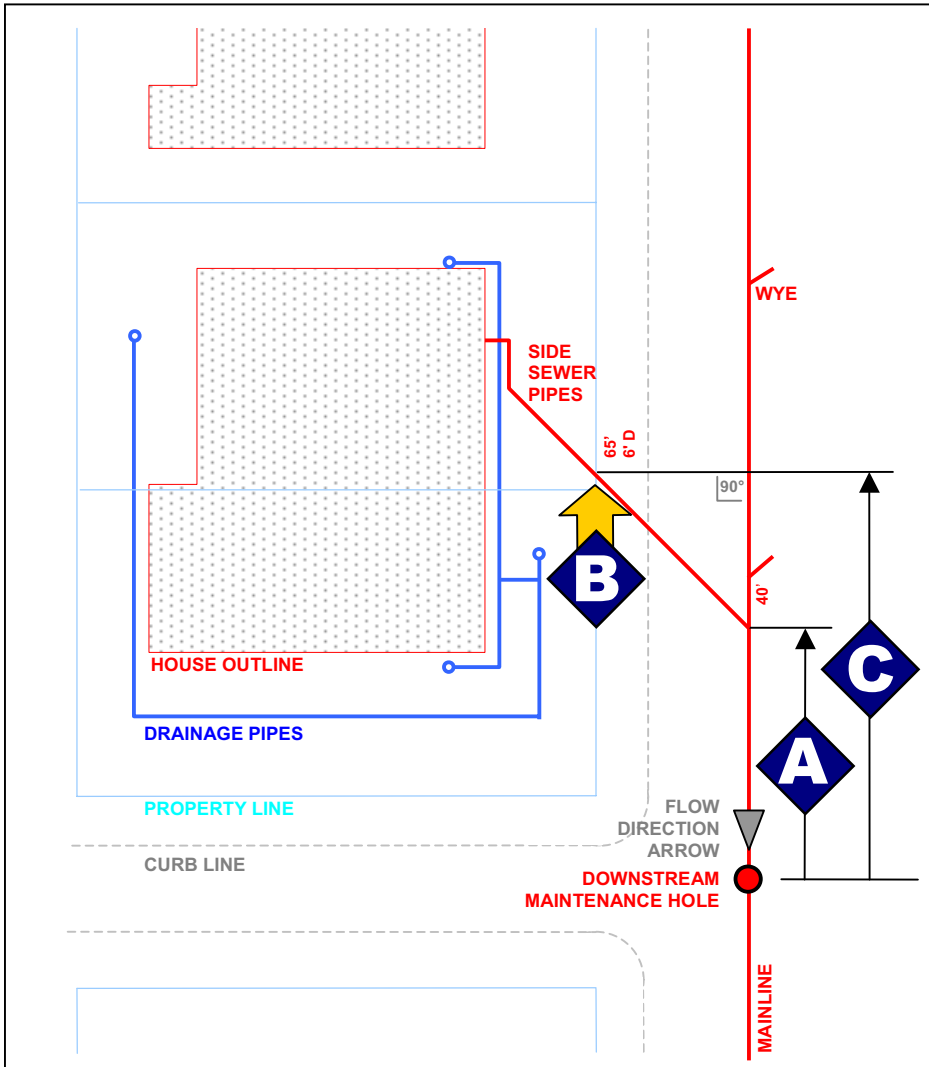 WYE
SIDE
SEWER
PIPES
65'
6' D
90°
B
40'
HOUSE OUTLINE
C
DRAINAGE PIPES
A
PROPERTY LINE
FLOW
DIRECTION
ARROW
CURB LINE
DOWNSTREAM
MAINTENANCE HOLE
MAINLINE